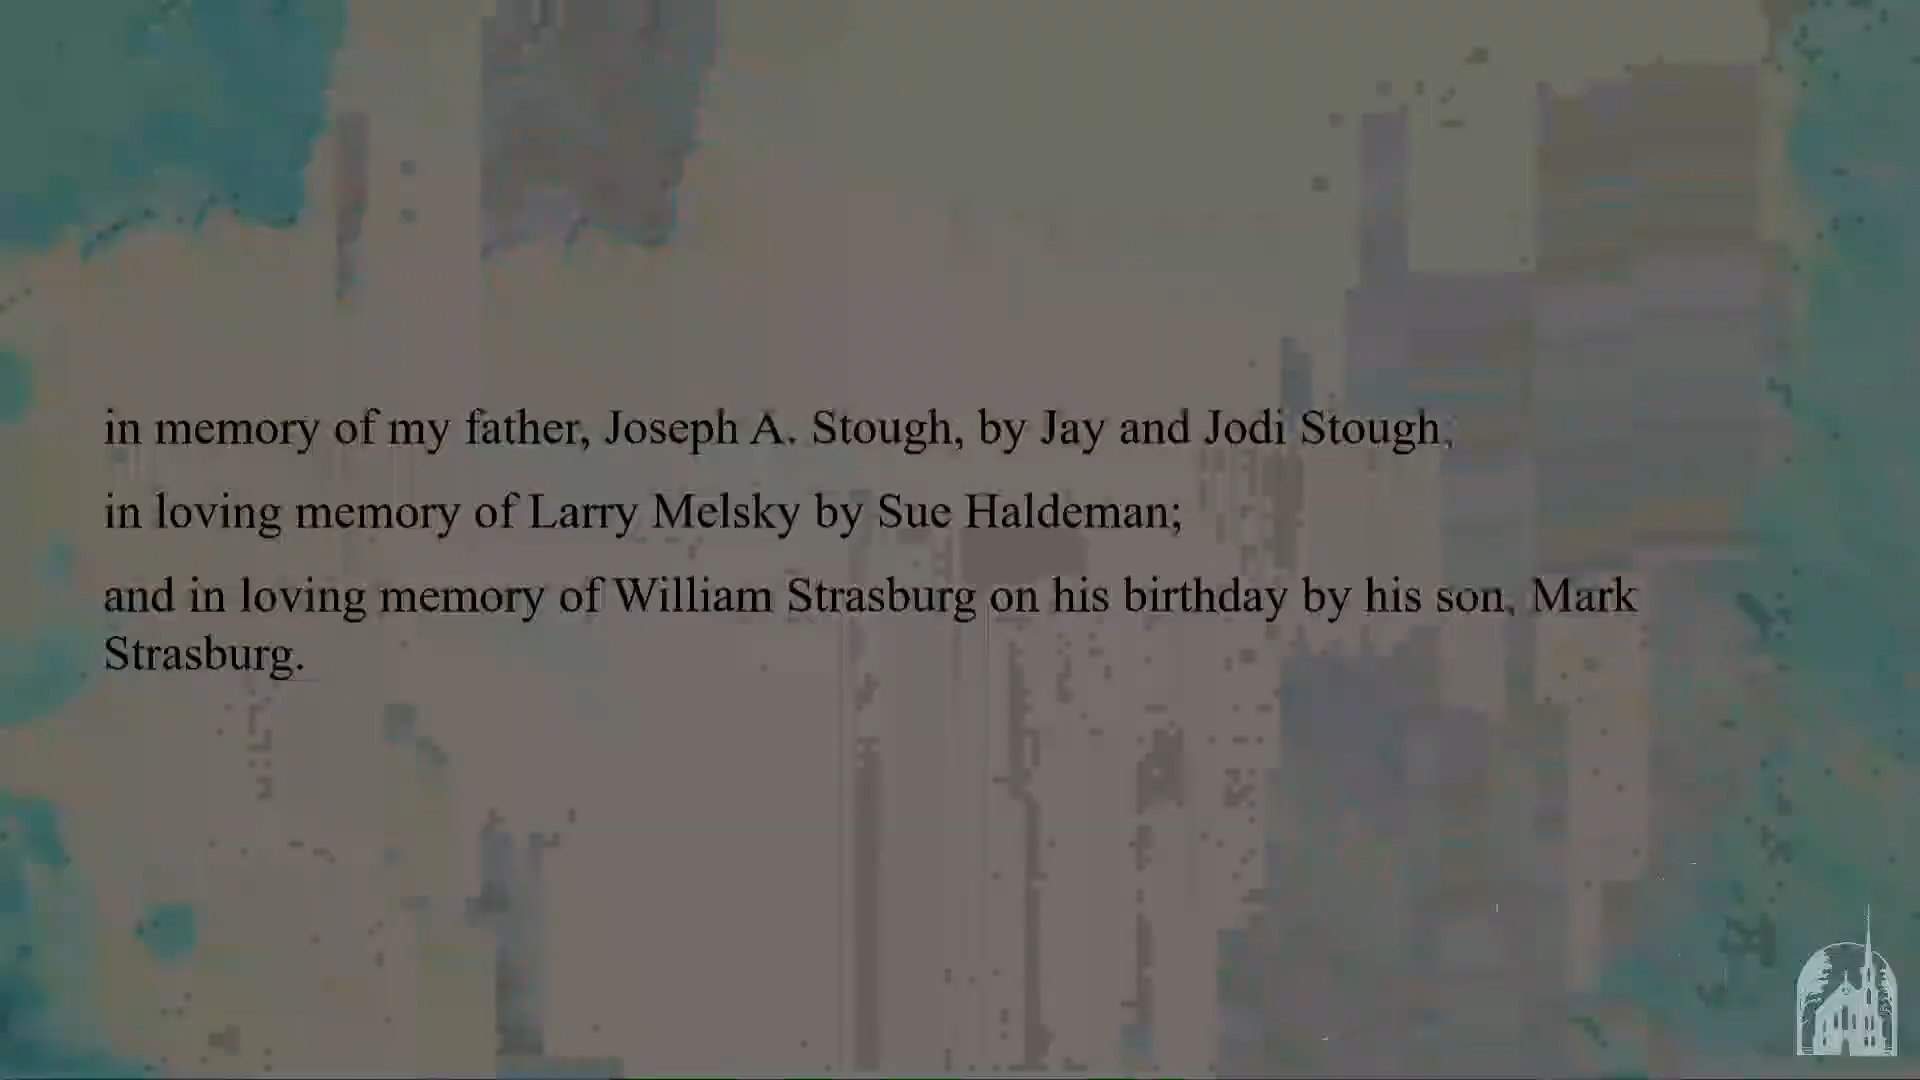 in memory of my father, Joseph A. Stough, by Jay and Jodi Stough,
in loving memory of Larry Melsky by Sue Haldeman;
and in loving memory of William Strasburg on his birthday by his son, Mark
Strasburg.